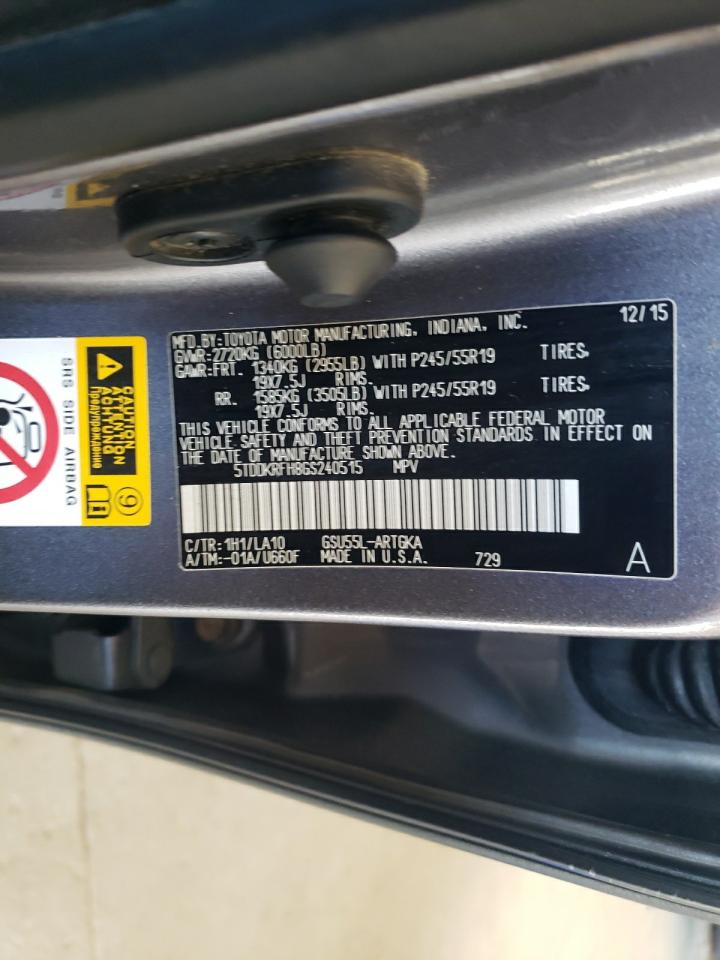 MFD.BY:TOYOTA MOTOR MANUFACTURING, INDIANA, INC. 12/15
GVWR:2720KG (6000LB)
GAWR:FRT. 1340KG (2955LB) WITH P245/55R19 TIRES,
19X7.5J RIMS.
RR. 1585KG (3505LB) WITH P245/55R19 TIRES,
19X7.5J RIMS.
THIS VEHICLE CONFORMS TO ALL APPLICABLE FEDERAL MOTOR
VEHICLE SAFETY AND THEFT PREVENTION STANDARDS IN EFFECT ON
THE DATE OF MANUFACTURE SHOWN ABOVE.
5TDDKRFH8GS240515 MPV
C/TR:1H1/LA10 GSU55L-ARTGKA
A/TM:-01A/U660F MADE IN U.S.A. 729 A
SRS SIDE AIRBAG
CAUTION
ATTENTION
ACHTUNG
Предупреждение
9